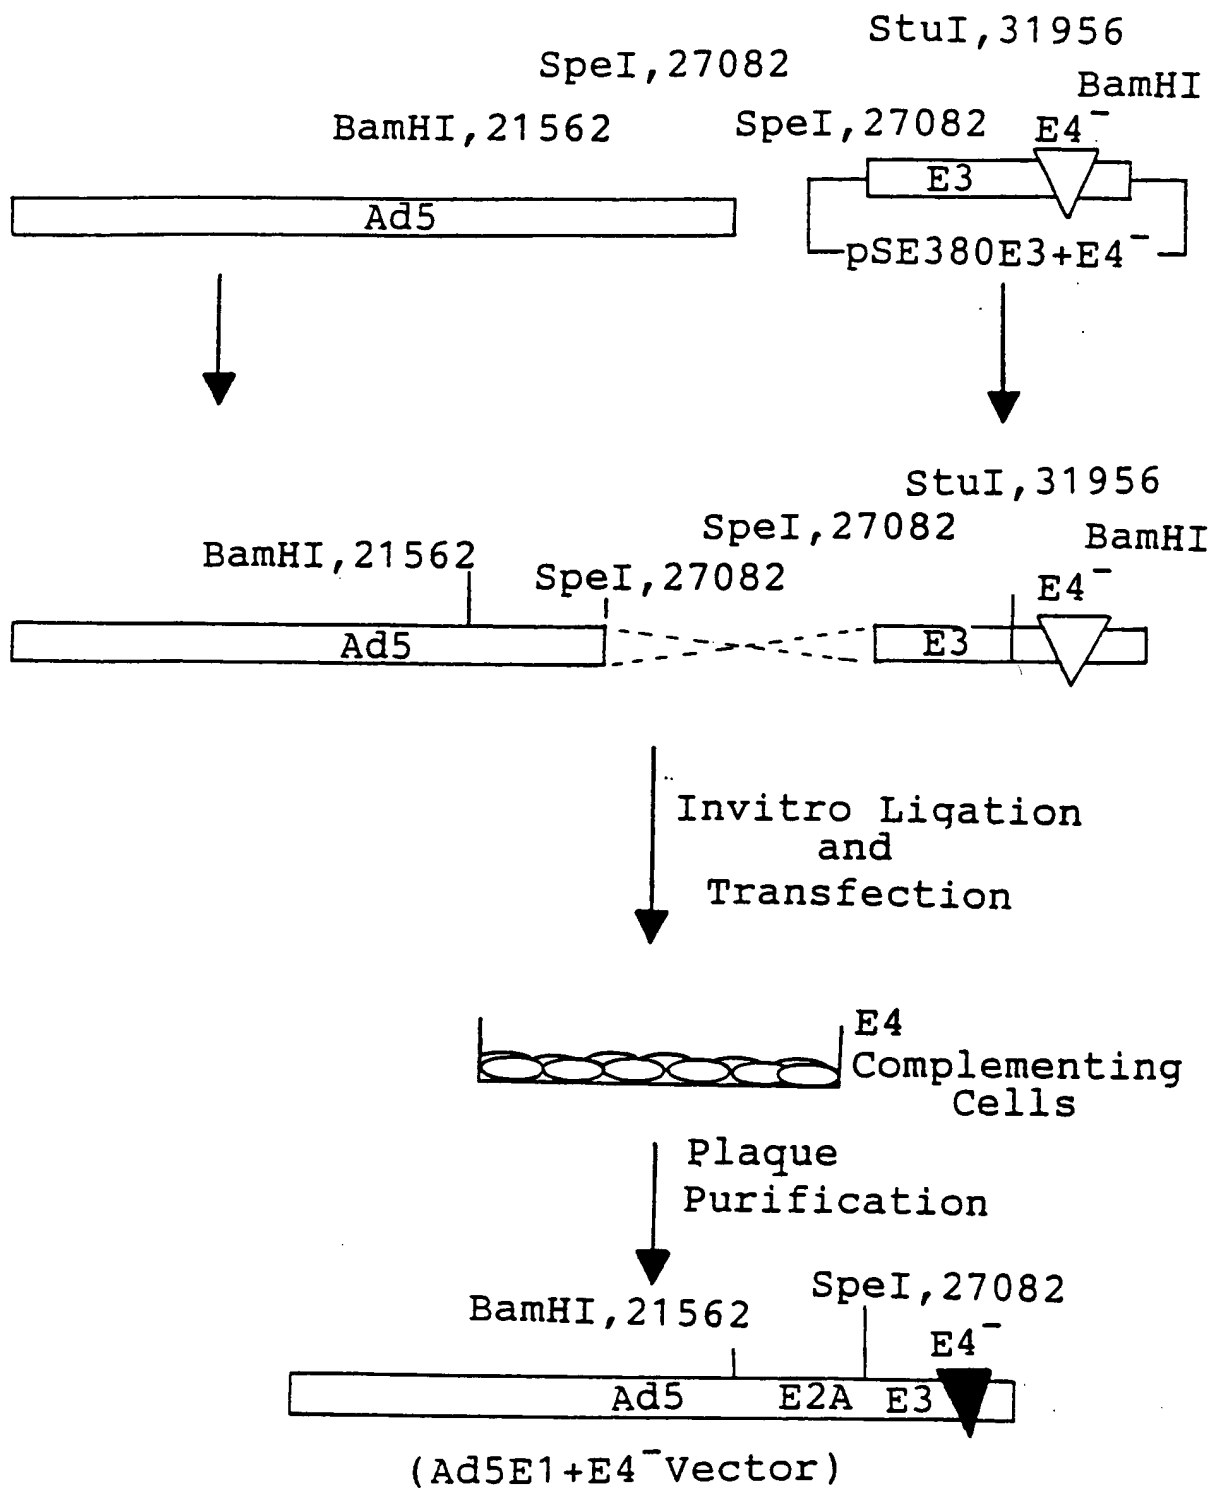 StuI,31956
SpeI,27082
BamHI
BamHI,21562
SpeI,27082
E4⁻
E3
Ad5
pSE380E3+E4⁻
StuI,31956
SpeI,27082
BamHI
BamHI,21562
SpeI,27082
E4⁻
Ad5
E3
Invitro Ligation
and
Transfection
E4
Complementing
Cells
Plaque
Purification
SpeI,27082
BamHI,21562
E4⁻
Ad5
E2A
E3
(Ad5E1+E4⁻Vector)